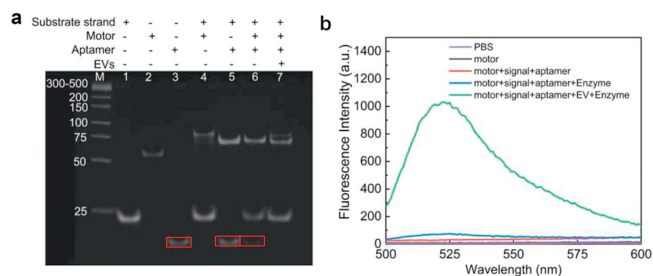 a
Substrate strand + + + + +
Motor + + + +
Aptamer + + + +
EVs +
M 1 2 3 4 5 6 7
300-500
200
150
100
75
50
25
b
Fluorescence Intensity (a.u.)
1400
1200
1000
800
600
400
200
0
PBS
motor
motor+signal+aptamer
motor+signal+aptamer+Enzyme
motor+signal+aptamer+EV+Enzyme
500 525 550 575 600
Wavelength (nm)